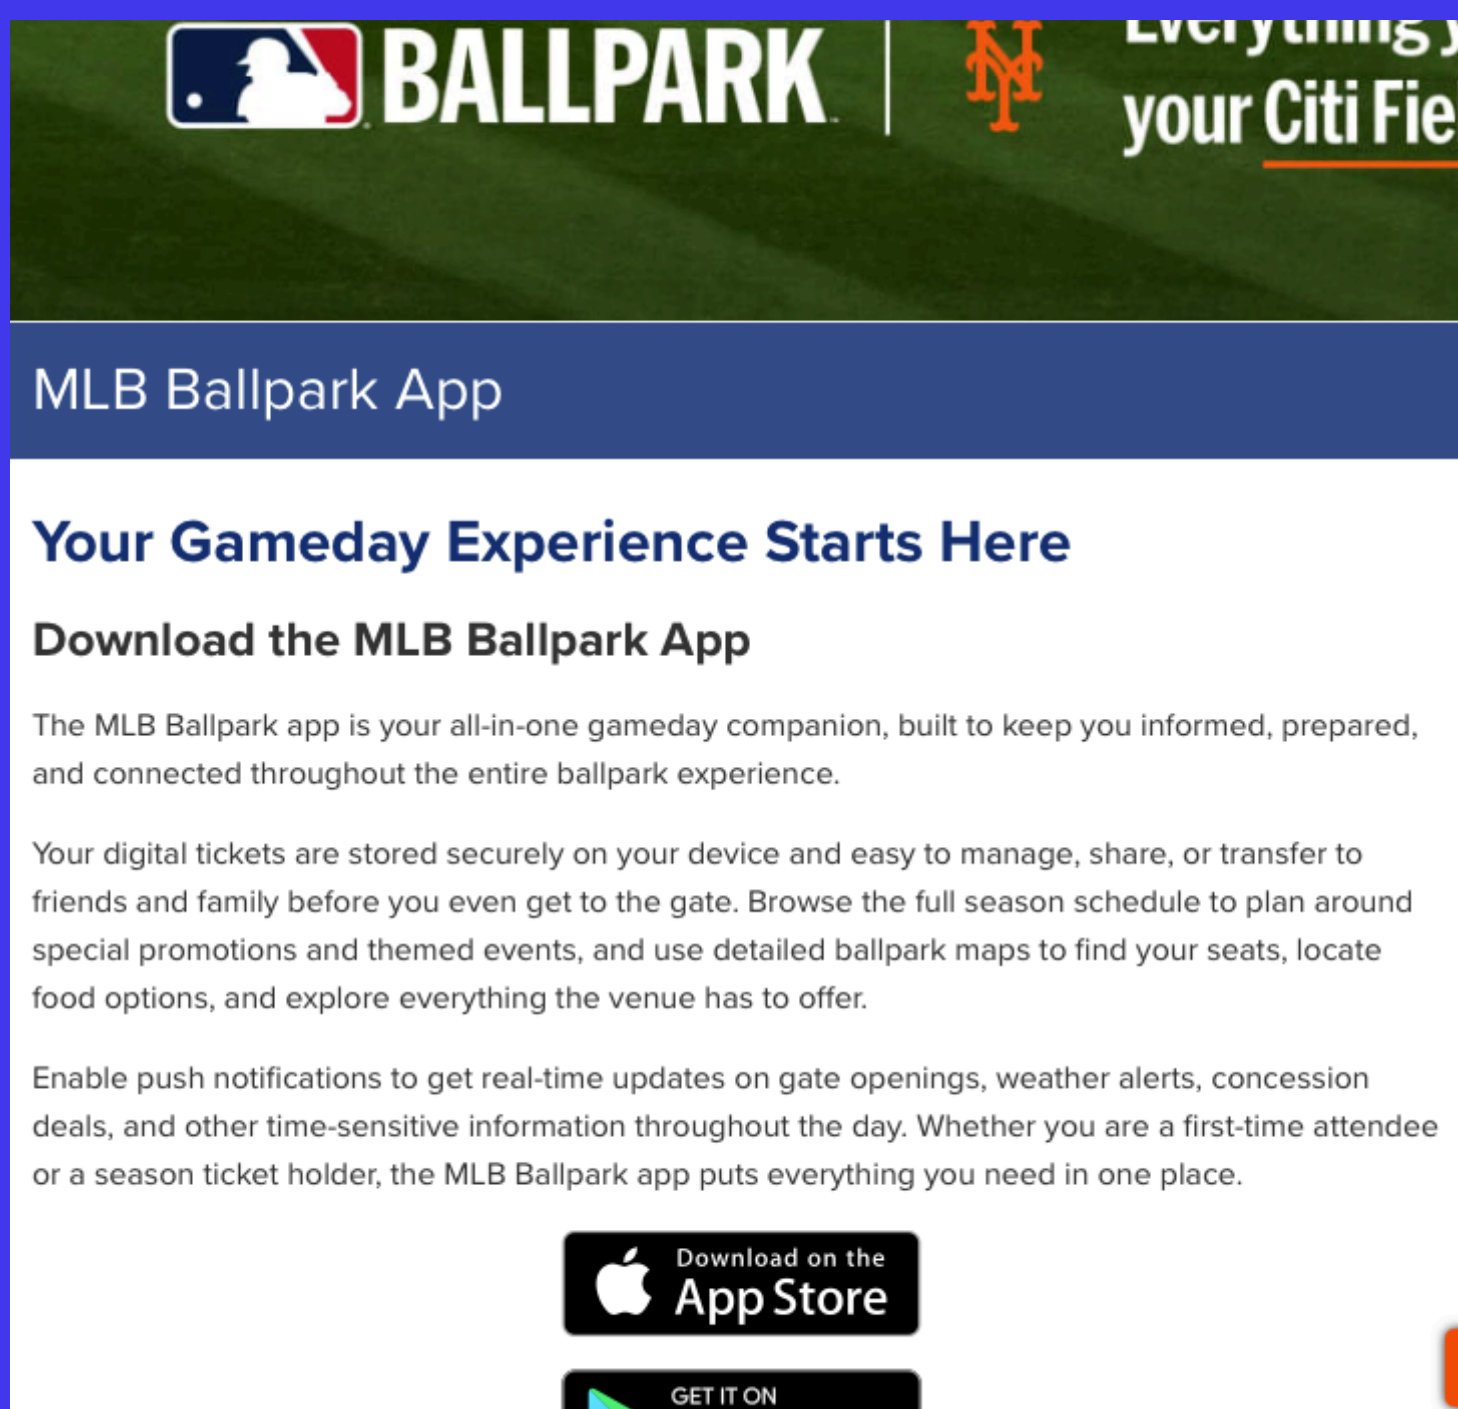 BALLPARK
Everything y
your Citi Fie
MLB Ballpark App
Your Gameday Experience Starts Here
Download the MLB Ballpark App
The MLB Ballpark app is your all-in-one gameday companion, built to keep you informed, prepared,
and connected throughout the entire ballpark experience.
Your digital tickets are stored securely on your device and easy to manage, share, or transfer to
friends and family before you even get to the gate. Browse the full season schedule to plan around
special promotions and themed events, and use detailed ballpark maps to find your seats, locate
food options, and explore everything the venue has to offer.
Enable push notifications to get real-time updates on gate openings, weather alerts, concession
deals, and other time-sensitive information throughout the day. Whether you are a first-time attendee
or a season ticket holder, the MLB Ballpark app puts everything you need in one place.
Download on the
App Store
GET IT ON